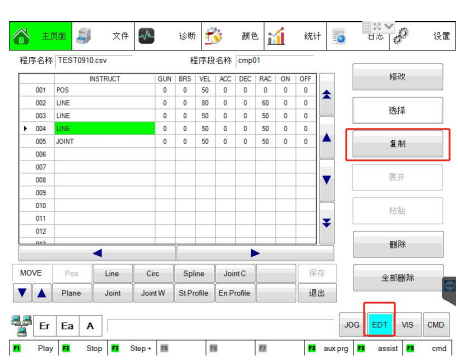 主页 文件 诊断 颜色 统计 日志 设置
程序名称 TEST0910.csv 程序段名称 cmp01
INSTRUCT GUN BRS VEL ACC DEC RAC ON OFF
001 POS 0 0 50 0 0 0 0 0
002 LINE 0 0 80 0 0 60 0 0
003 LINE 0 0 50 0 0 50 0 0
004 LINE 0 0 50 0 0 50 0 0
005 JOINT 0 0 50 0 0 50 0 0
006
007
008
009
010
011
012
修改
选择
复制
展开
粘贴
删除
全部删除
MOVE Pos Line Circ Spline Joint C 保存
Plane Joint Joint W St Profile En Profile 退出
Er Ea A JOG EDT VIS CMD
F1 Play F2 Stop F3 Step + F5 F6 F7 F8 aux prg F8 assist F9 cmd